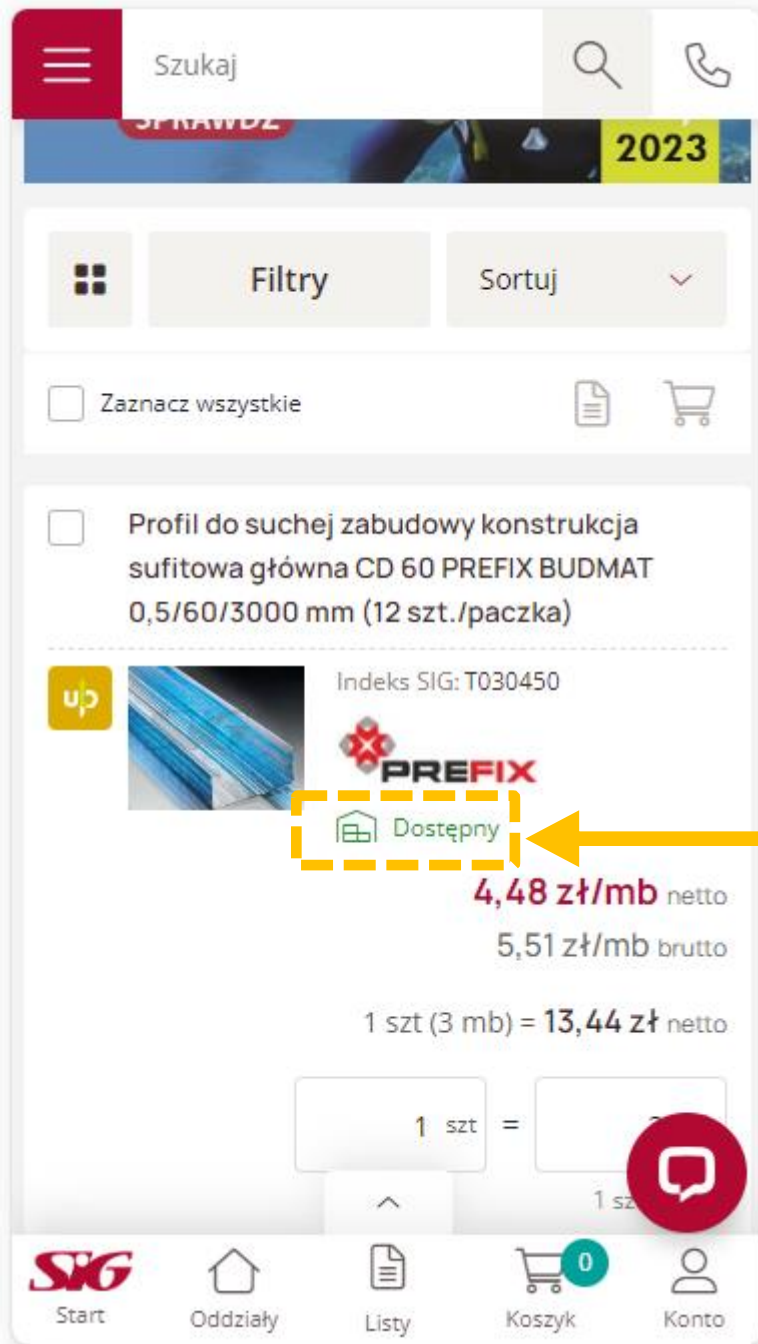 Szukaj
SPRAWDŹ
2023
Filtry
Sortuj
Zaznacz wszystkie
Profil do suchej zabudowy konstrukcja
sufitowa główna CD 60 PREFIX BUDMAT
0,5/60/3000 mm (12 szt./paczka)
up
Indeks SIG: T030450
PREFIX
Dostępny
4,48 zł/mb netto
5,51 zł/mb brutto
1 szt (3 mb) = 13,44 zł netto
1 szt =
1
SIG
0
Start
Oddziały
Listy
Koszyk
Konto